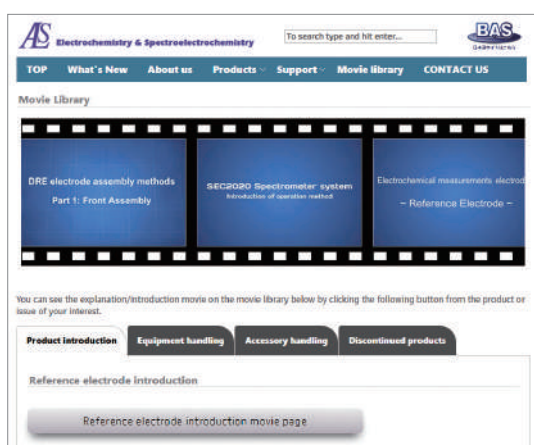 ALS Electrochemistry & Spectroelectrochemistry
To search type and hit enter...
BAS
TOP What's New About us Products Support Movie library CONTACT US
Movie Library
DRE electrode assembly methods
Part 1: Front Assembly
SEC2020 Spectrometer system
Introduction of operation method
Electrochemical measurements electrod
~ Reference Electrode ~
You can see the explanation/introduction movie on the movie library below by clicking the following button from the product or
issue of your interest.
Product introduction Equipment handling Accessory handling Discontinued products
Reference electrode introduction
Reference electrode introduction movie page